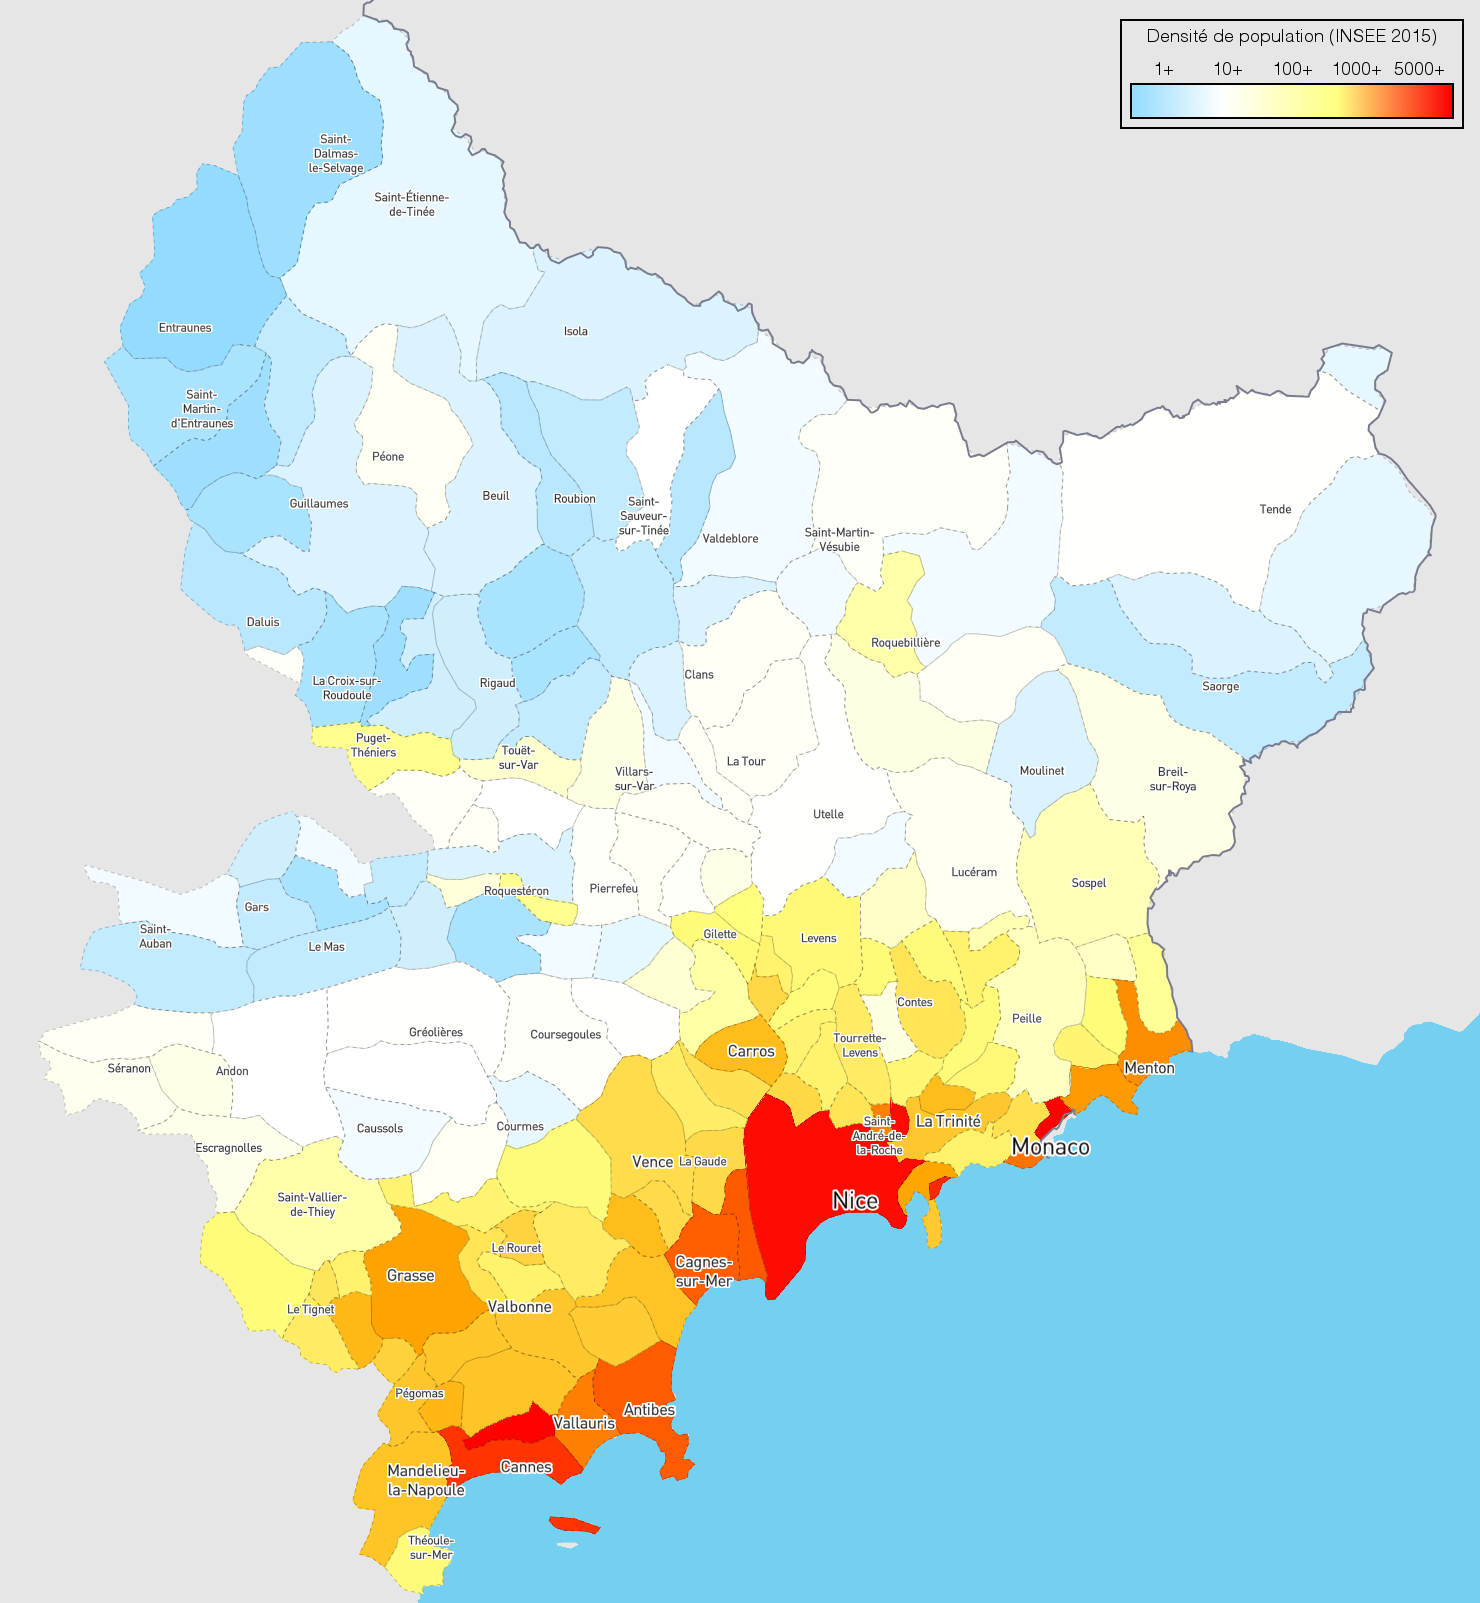 Densité de population (INSEE 2015)
1+ 10+ 100+ 1000+ 5000+
Saint-
Dalmas-
le-Selvage
Saint-Étienne-
de-Tinée
Entraunes
Isola
Saint-
Martin-
d'Entraunes
Péone
Guillaumes
Beuil
Roubion
Saint-
Sauveur-
sur-Tinée
Valdeblore
Saint-Martin-
Vésubie
Tende
Daluis
Roquebillière
La Croix-sur-
Roudoule
Rigaud
Clans
Saorge
Puget-
Théniers
Touët-
sur-Var
Villars-
sur-Var
La Tour
Moulinet
Breil-
sur-Roya
Utelle
Lucéram
Sospel
Roquestéron
Pierrefeu
Gars
Saint-
Auban
Le Mas
Gilette
Levens
Contes
Peille
Gréolières
Coursegoules
Tourrette-
Levens
Carros
Séranon
Andon
Menton
Caussols
Courmes
Saint-
André-de-
la-Roche
La Trinité
Monaco
Escragnolles
Vence
La Gaude
Saint-Vallier-
de-Thiey
Nice
Le Rouret
Cagnes-
sur-Mer
Grasse
Le Tignet
Valbonne
Pégomas
Antibes
Vallauris
Cannes
Mandelieu-
la-Napoule
Théoule-
sur-Mer